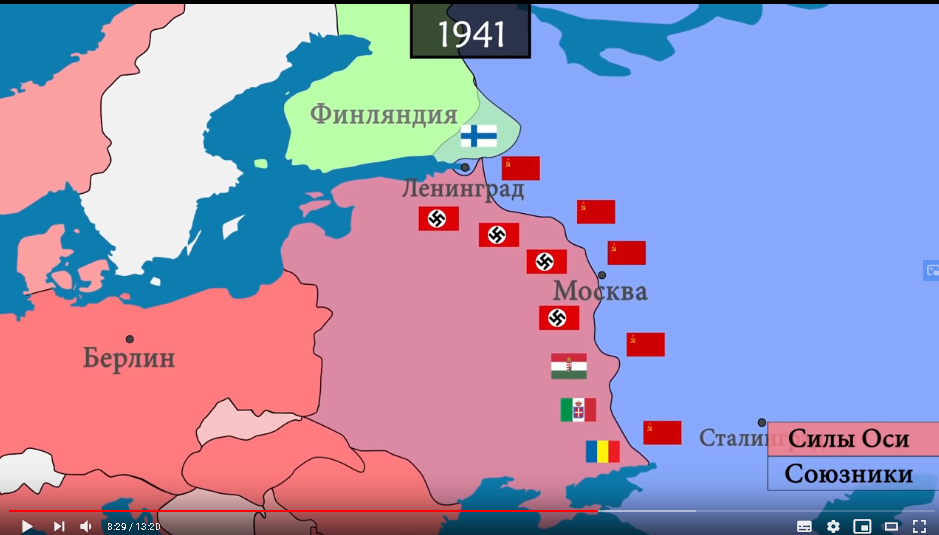 1941
Финляндия
Ленинград
Москва
Берлин
Силы Оси
Союзники
8:29 / 13:20